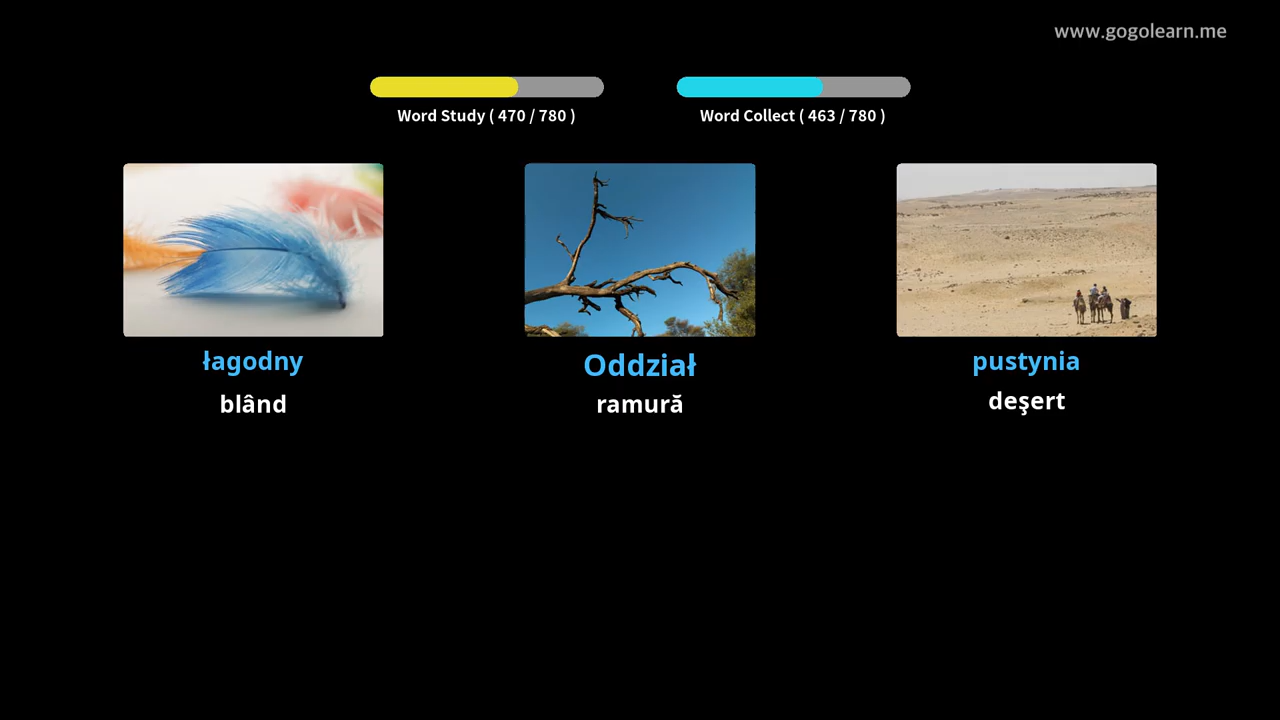 www.gogolearn.me
Word Study ( 470 / 780 )
Word Collect ( 463 / 780 )
łagodny
Oddział
pustynia
blând
ramură
deşert